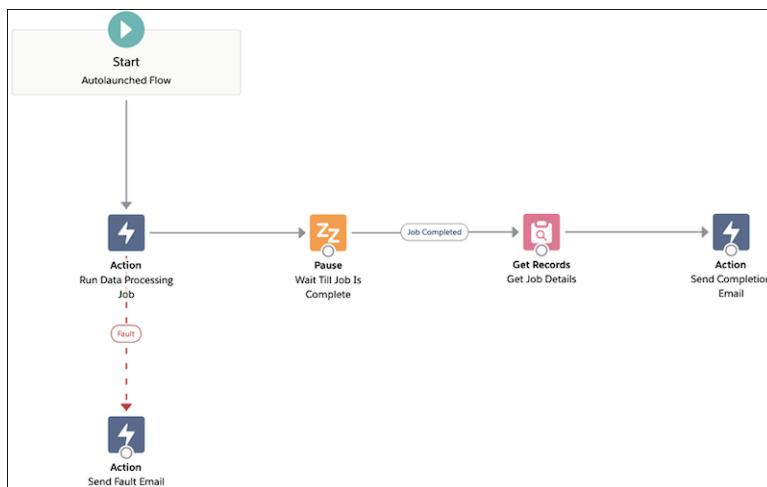 Start
Autolaunched Flow
Action
Run Data Processing
Job
Pause
Wait Till Job Is
Complete
Job Completed
Get Records
Get Job Details
Action
Send Completion
Email
Fault
Action
Send Fault Email